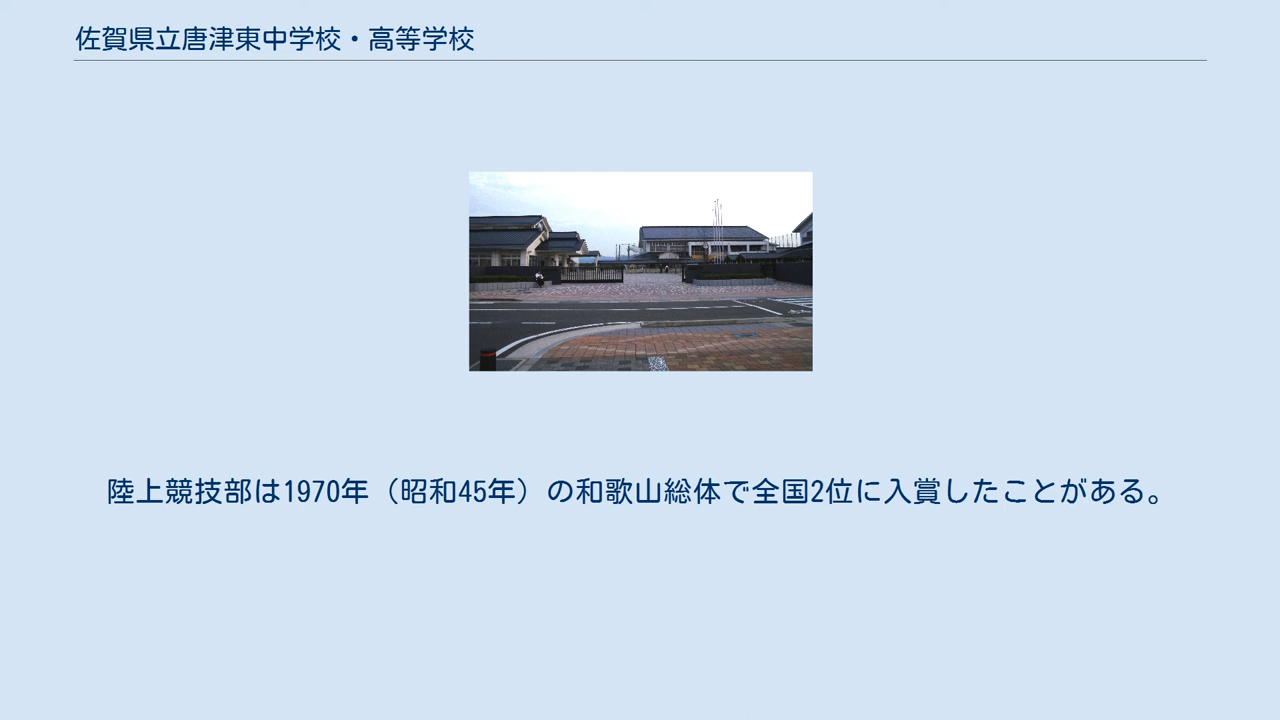 佐賀県立唐津東中学校・高等学校
陸上競技部は1970年（昭和45年）の和歌山総体で全国2位に入賞したことがある。